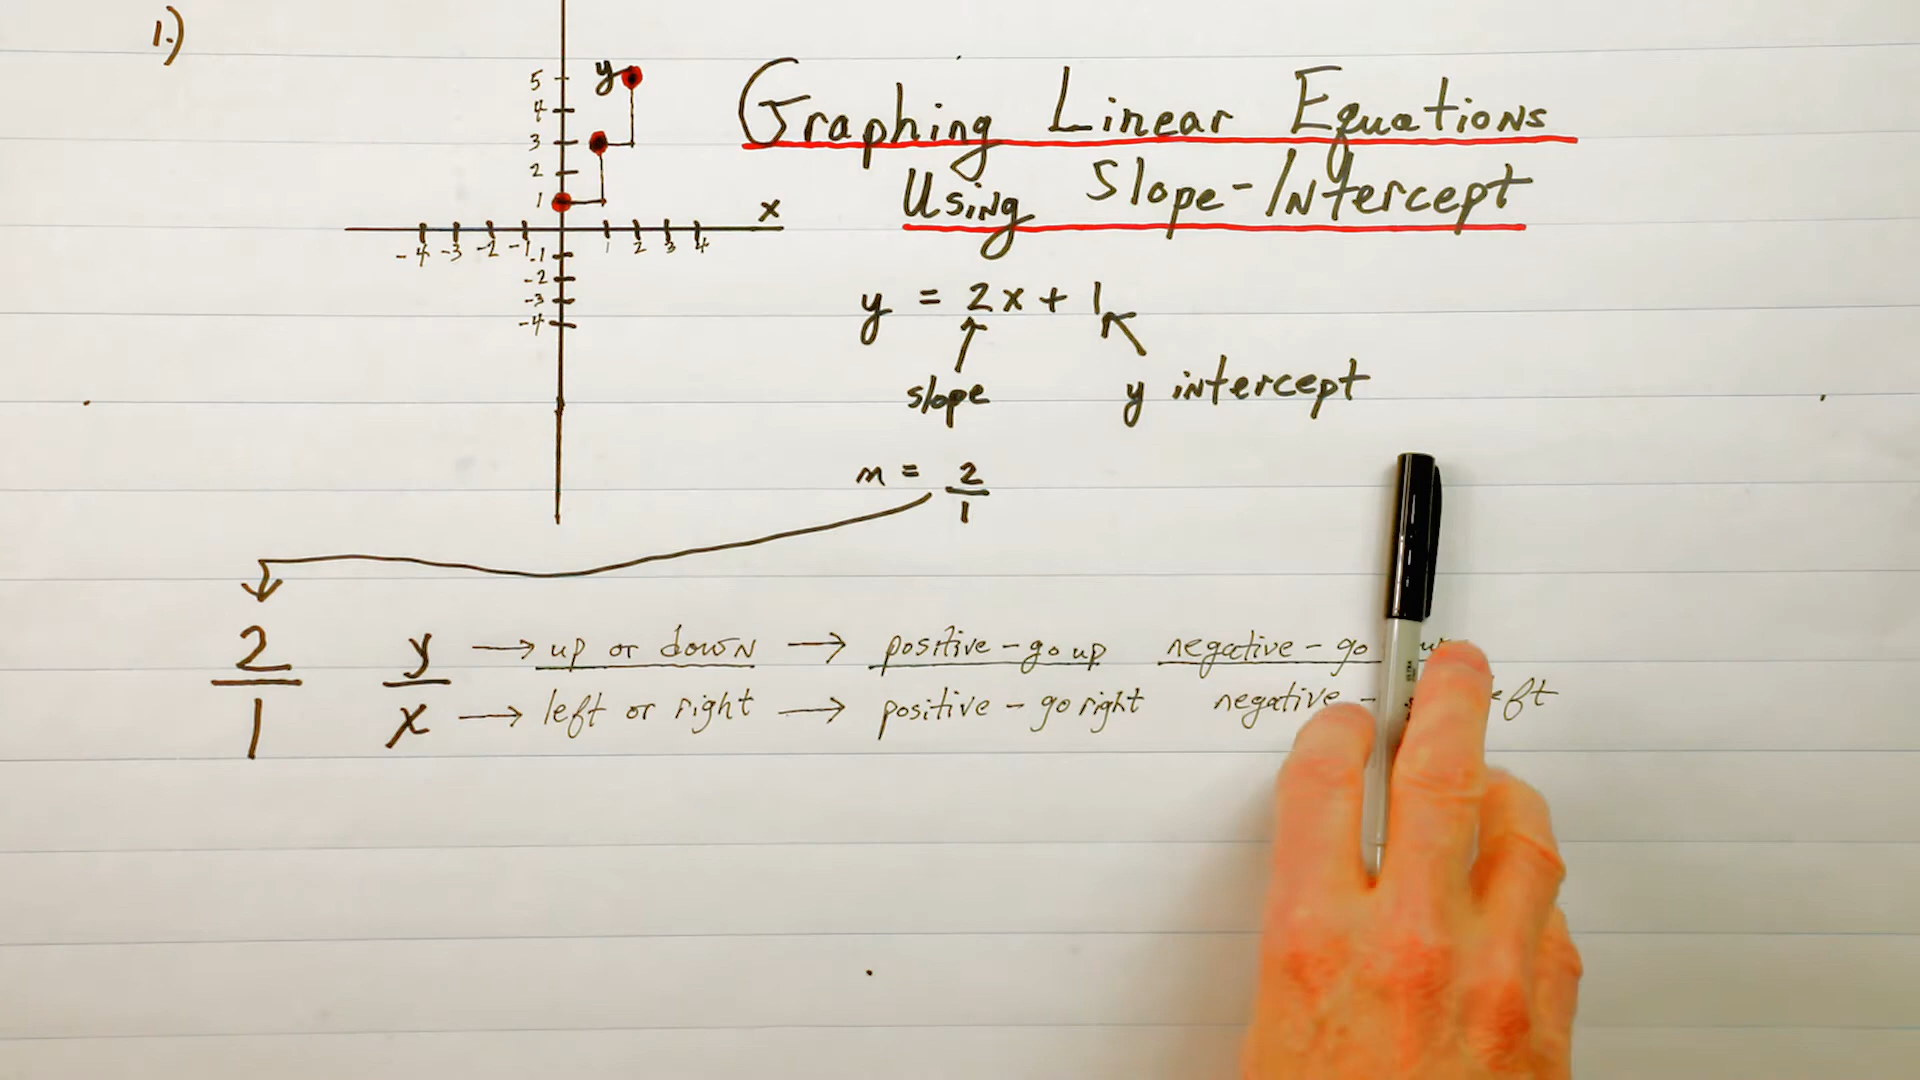 1.)
5 y
4
3
2
1
x
-4 -3 -2 -1 1 2 3 4
-1
-2
-3
-4
Graphing Linear Equations
Using Slope-Intercept
y = 2x + 1
slope y intercept
m = 2/1
2 y → up or down → positive - go up negative - go
1 x → left or right → positive - go right negative - left